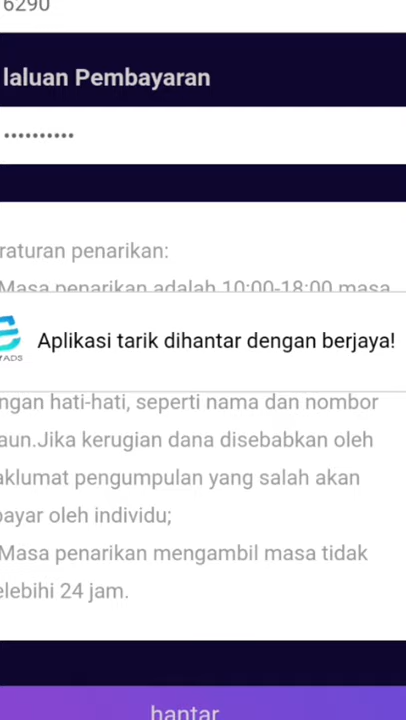 6290
laluan Pembayaran
••••••••••
raturan penarikan:
Masa penarikan adalah 10:00-18:00 masa
Aplikasi tarik dihantar dengan berjaya!
YADS
ngan hati-hati, seperti nama dan nombor
aun.Jika kerugian dana disebabkan oleh
aklumat pengumpulan yang salah akan
bayar oleh individu;
Masa penarikan mengambil masa tidak
elebihi 24 jam.
hantar